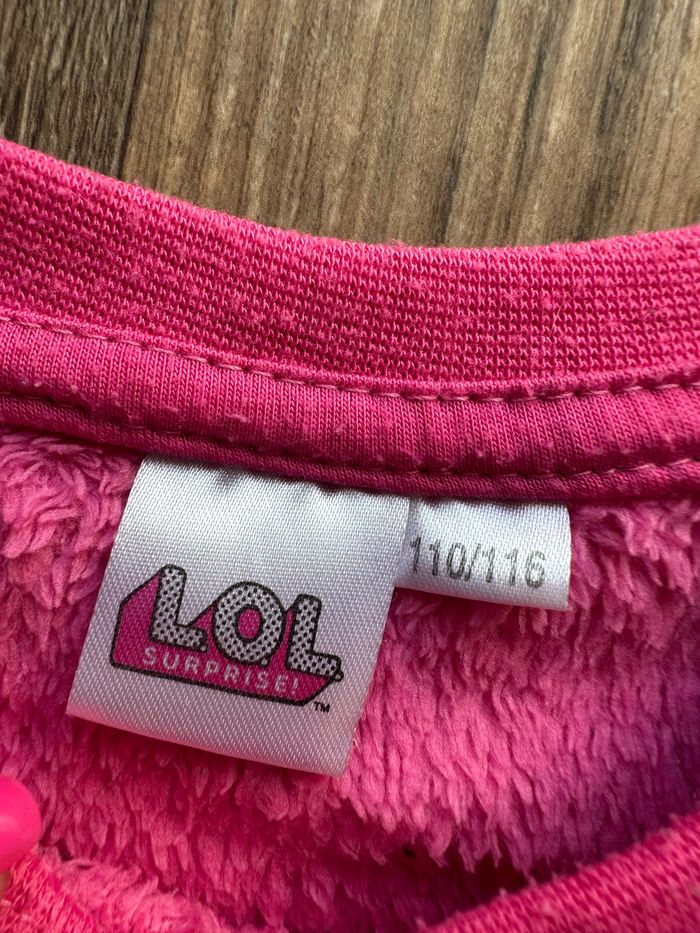 L.O.L.
SURPRISE!
™
110/116